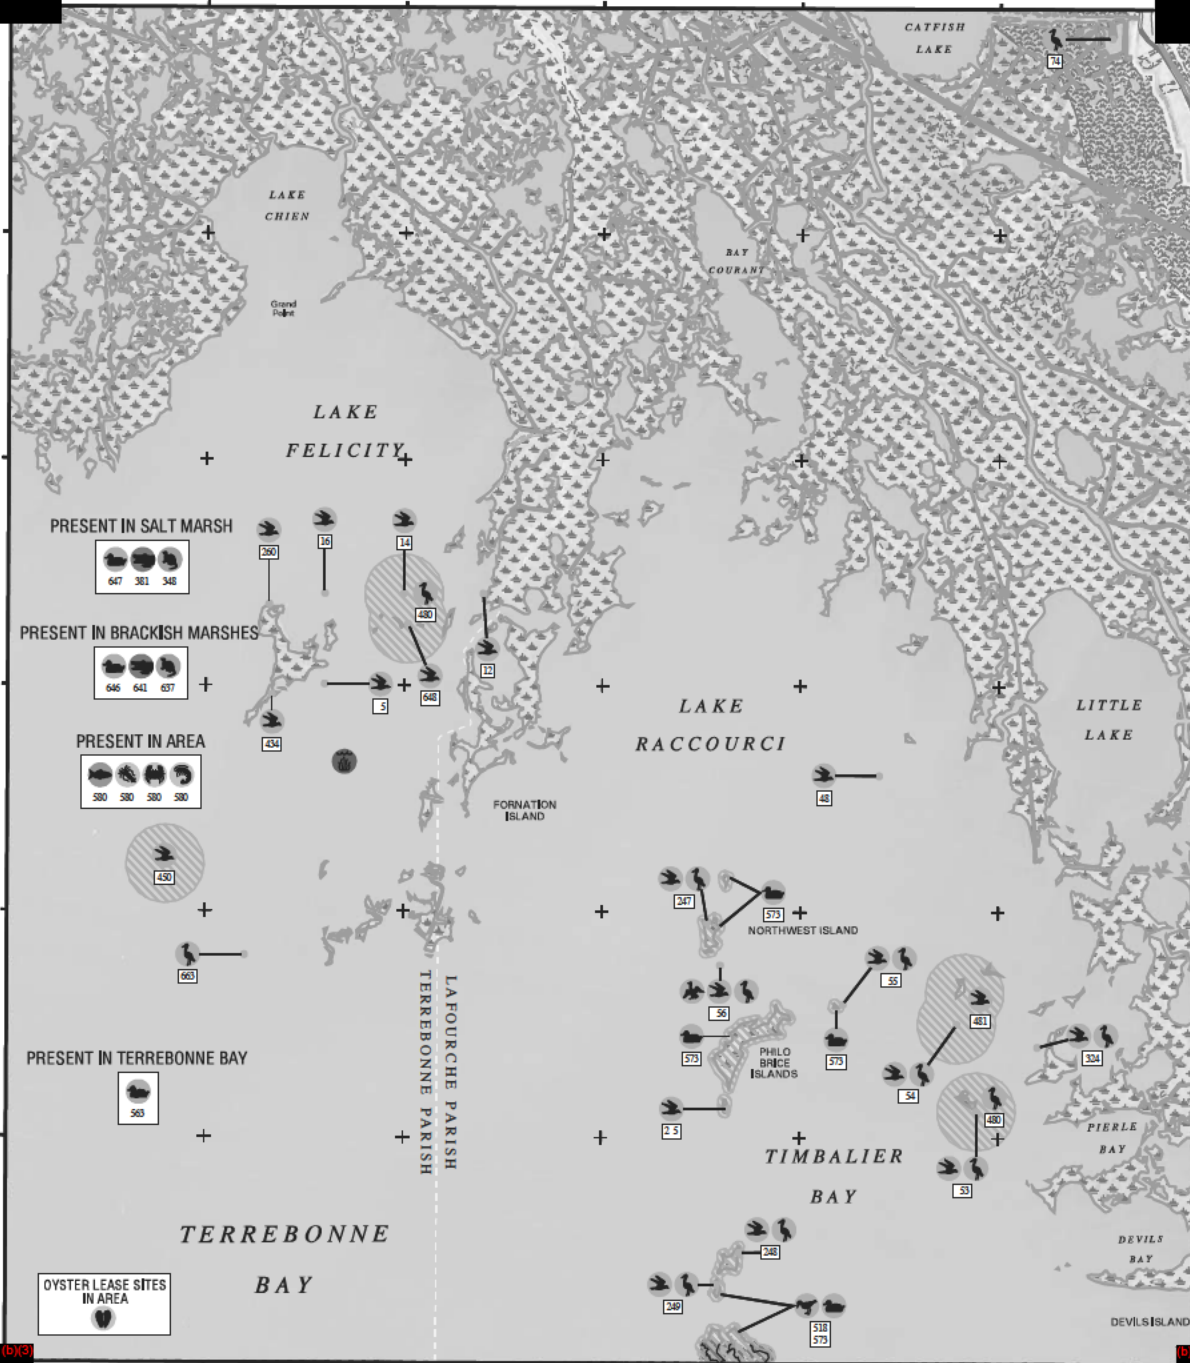 CATFISH
LAKE
74
LAKE
CHIEN
BAY
COURANT
Grand
Point
LAKE
FELICITY
PRESENT IN SALT MARSH
647 381 348
260
16
14
480
PRESENT IN BRACKISH MARSHES
646 641 637
12
648
5
434
LAKE
RACCOURCI
LITTLE
LAKE
PRESENT IN AREA
580 580 580 580
FORNATION
ISLAND
48
450
247
573
NORTHWEST ISLAND
663
55
56
481
573
PHILO
BRICE
ISLANDS
573
324
54
PRESENT IN TERREBONNE BAY
563
TERREBONNE PARISH
LAFOURCHE PARISH
2 5
480
PIERLE
BAY
TIMBALIER
BAY
53
TERREBONNE
BAY
248
DEVILS
BAY
OYSTER LEASE SITES
IN AREA
249
518
573
DEVILS ISLAND
(b)(3)
(b